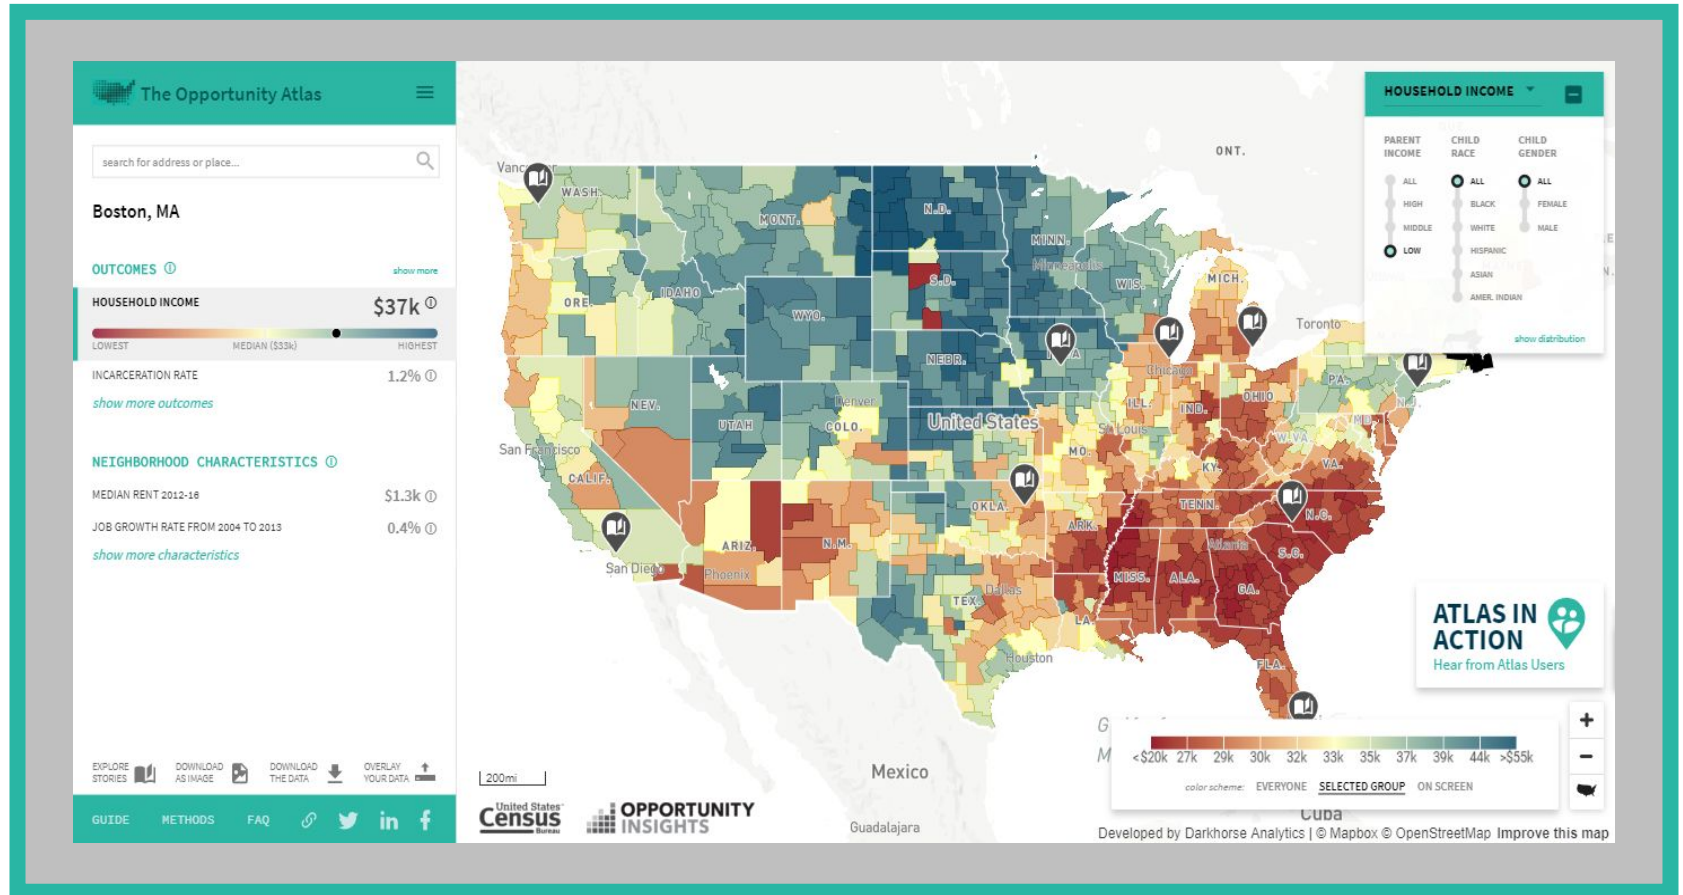 The Opportunity Atlas
search for address or place...
Boston, MA
OUTCOMES
show more
HOUSEHOLD INCOME
$37k
LOWEST
MEDIAN ($33k)
HIGHEST
INCARCERATION RATE
1.2%
show more outcomes
NEIGHBORHOOD CHARACTERISTICS
MEDIAN RENT 2012-16
$1.3k
JOB GROWTH RATE FROM 2004 TO 2013
0.4%
show more characteristics
EXPLORE STORIES
DOWNLOAD AS IMAGE
DOWNLOAD THE DATA
OVERLAY YOUR DATA
GUIDE
METHODS
FAQ
HOUSEHOLD INCOME
PARENT INCOME
CHILD RACE
CHILD GENDER
ALL
ALL
ALL
HIGH
BLACK
FEMALE
MIDDLE
WHITE
MALE
LOW
HISPANIC
ASIAN
AMER. INDIAN
show distribution
ONT.
WASH.
MONT.
N.D.
MINN.
Minneapolis
ORE.
IDAHO
S.D.
WIS.
MICH.
WYO.
Toronto
NEBR.
Chicago
NEV.
UTAH
Denver
COLO.
United States
ILL.
IND.
OHIO
PA.
N.J.
St. Louis
W.VA.
MD.
San Francisco
CALIF.
MO.
KY.
VA.
OKLA.
ARK.
TENN.
N.C.
ARIZ.
N.M.
Atlanta
S.C.
San Diego
Phoenix
Dallas
MISS.
ALA.
GA.
TEX.
LA.
Houston
FLA.
Mexico
Guadalajara
Cuba
200mi
United States®
Census
Bureau
OPPORTUNITY
INSIGHTS
ATLAS IN
ACTION
Hear from Atlas Users
<$20k 27k 29k 30k 32k 33k 35k 37k 39k 44k >$55k
color scheme: EVERYONE SELECTED GROUP ON SCREEN
Developed by Darkhorse Analytics | © Mapbox © OpenStreetMap Improve this map